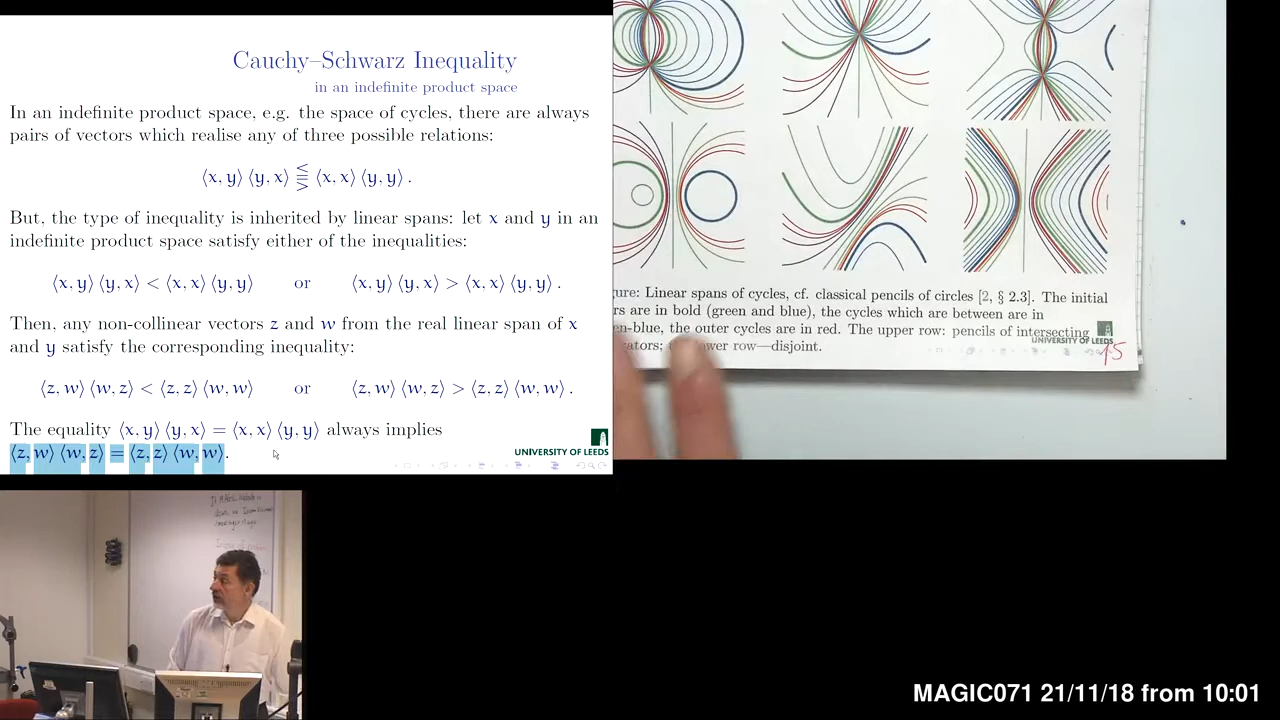 Cauchy–Schwarz Inequality
in an indefinite product space
In an indefinite product space, e.g. the space of cycles, there are always
pairs of vectors which realise any of three possible relations:
⟨x, y⟩ ⟨y, x⟩ ⪋ ⟨x, x⟩ ⟨y, y⟩ .
But, the type of inequality is inherited by linear spans: let x and y in an
indefinite product space satisfy either of the inequalities:
⟨x, y⟩ ⟨y, x⟩ < ⟨x, x⟩ ⟨y, y⟩ or ⟨x, y⟩ ⟨y, x⟩ > ⟨x, x⟩ ⟨y, y⟩ .
Then, any non-collinear vectors z and w from the real linear span of x
and y satisfy the corresponding inequality:
⟨z, w⟩ ⟨w, z⟩ < ⟨z, z⟩ ⟨w, w⟩ or ⟨z, w⟩ ⟨w, z⟩ > ⟨z, z⟩ ⟨w, w⟩ .
The equality ⟨x, y⟩ ⟨y, x⟩ = ⟨x, x⟩ ⟨y, y⟩ always implies
⟨z, w⟩ ⟨w, z⟩ = ⟨z, z⟩ ⟨w, w⟩.
UNIVERSITY OF LEEDS
ure: Linear spans of cycles, cf. classical pencils of circles [2, § 2.3]. The initial
rs are in bold (green and blue), the cycles which are between are in
en-blue, the outer cycles are in red. The upper row: pencils of intersecting
rators; ower row—disjoint.
UNIVERSITY OF LEEDS
15
MAGIC071 21/11/18 from 10:01